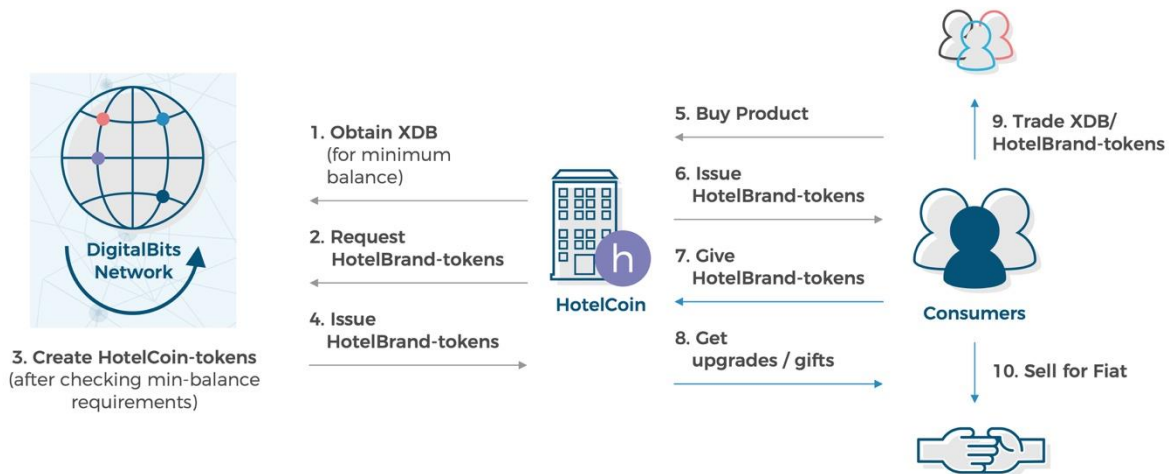 DigitalBits
Network
3. Create HotelCoin-tokens
(after checking min-balance
requirements)
1. Obtain XDB
(for minimum
balance)
2. Request
HotelBrand-tokens
4. Issue
HotelBrand-tokens
h
HotelCoin
5. Buy Product
6. Issue
HotelBrand-tokens
7. Give
HotelBrand-tokens
8. Get
upgrades / gifts
9. Trade XDB/
HotelBrand-tokens
Consumers
10. Sell for Fiat